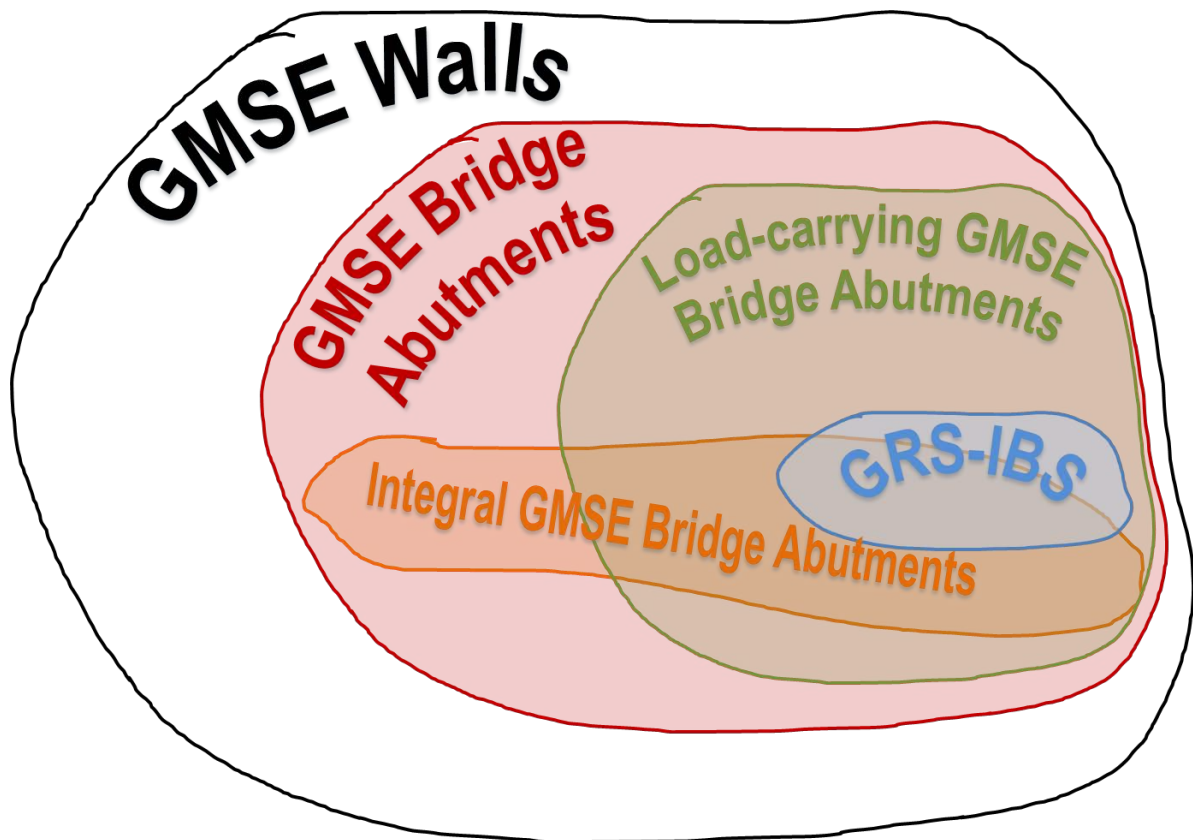 GMSE Walls
GMSE Bridge
Abutments
Load-carrying GMSE
Bridge Abutments
GRS-IBS
Integral GMSE Bridge Abutments